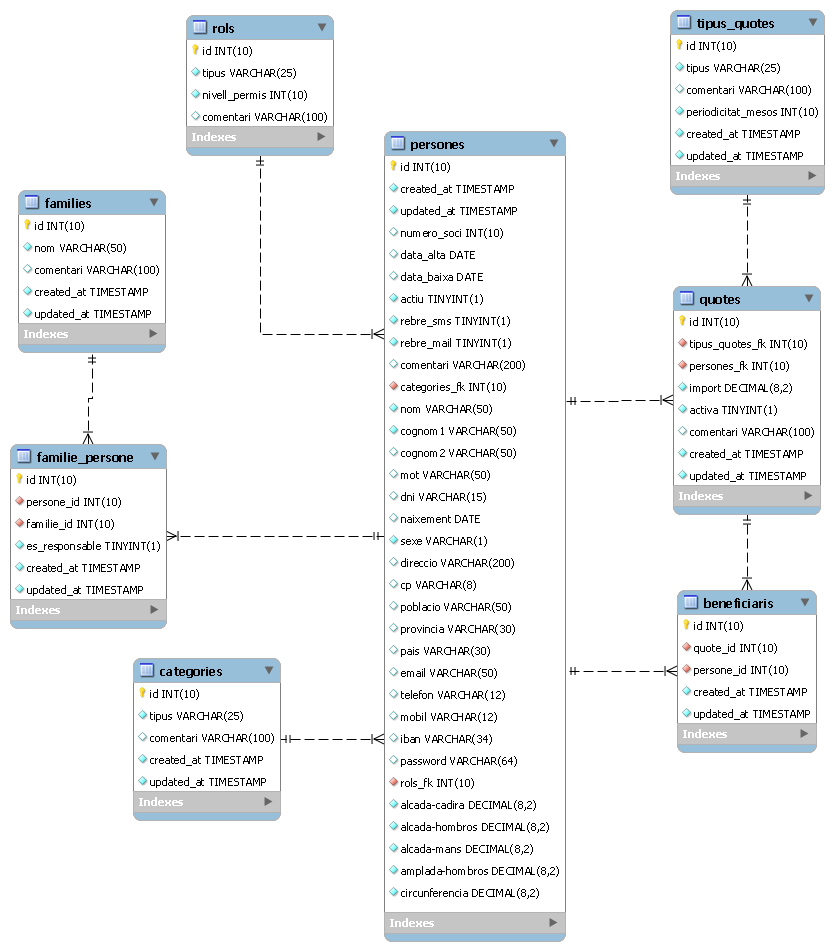 rols
id INT(10)
tipus VARCHAR(25)
nivell_permis INT(10)
comentari VARCHAR(100)
Indexes
families
id INT(10)
nom VARCHAR(50)
comentari VARCHAR(100)
created_at TIMESTAMP
updated_at TIMESTAMP
Indexes
familie_persone
id INT(10)
persone_id INT(10)
familie_id INT(10)
es_responsable TINYINT(1)
created_at TIMESTAMP
updated_at TIMESTAMP
Indexes
categories
id INT(10)
tipus VARCHAR(25)
comentari VARCHAR(100)
created_at TIMESTAMP
updated_at TIMESTAMP
Indexes
persones
id INT(10)
created_at TIMESTAMP
updated_at TIMESTAMP
numero_soci INT(10)
data_alta DATE
data_baixa DATE
actiu TINYINT(1)
rebre_sms TINYINT(1)
rebre_mail TINYINT(1)
comentari VARCHAR(200)
categories_fk INT(10)
nom VARCHAR(50)
cognom1 VARCHAR(50)
cognom2 VARCHAR(50)
mot VARCHAR(50)
dni VARCHAR(15)
naixement DATE
sexe VARCHAR(1)
direccio VARCHAR(200)
cp VARCHAR(8)
poblacio VARCHAR(50)
provincia VARCHAR(30)
pais VARCHAR(30)
email VARCHAR(50)
telefon VARCHAR(12)
mobil VARCHAR(12)
iban VARCHAR(34)
password VARCHAR(64)
rols_fk INT(10)
alcada-cadira DECIMAL(8,2)
alcada-hombros DECIMAL(8,2)
alcada-mans DECIMAL(8,2)
amplada-hombros DECIMAL(8,2)
circunferencia DECIMAL(8,2)
Indexes
tipus_quotes
id INT(10)
tipus VARCHAR(25)
comentari VARCHAR(100)
periodicitat_mesos INT(10)
created_at TIMESTAMP
updated_at TIMESTAMP
Indexes
quotes
id INT(10)
tipus_quotes_fk INT(10)
persones_fk INT(10)
import DECIMAL(8,2)
activa TINYINT(1)
comentari VARCHAR(100)
created_at TIMESTAMP
updated_at TIMESTAMP
Indexes
beneficiaris
id INT(10)
quote_id INT(10)
persone_id INT(10)
created_at TIMESTAMP
updated_at TIMESTAMP
Indexes